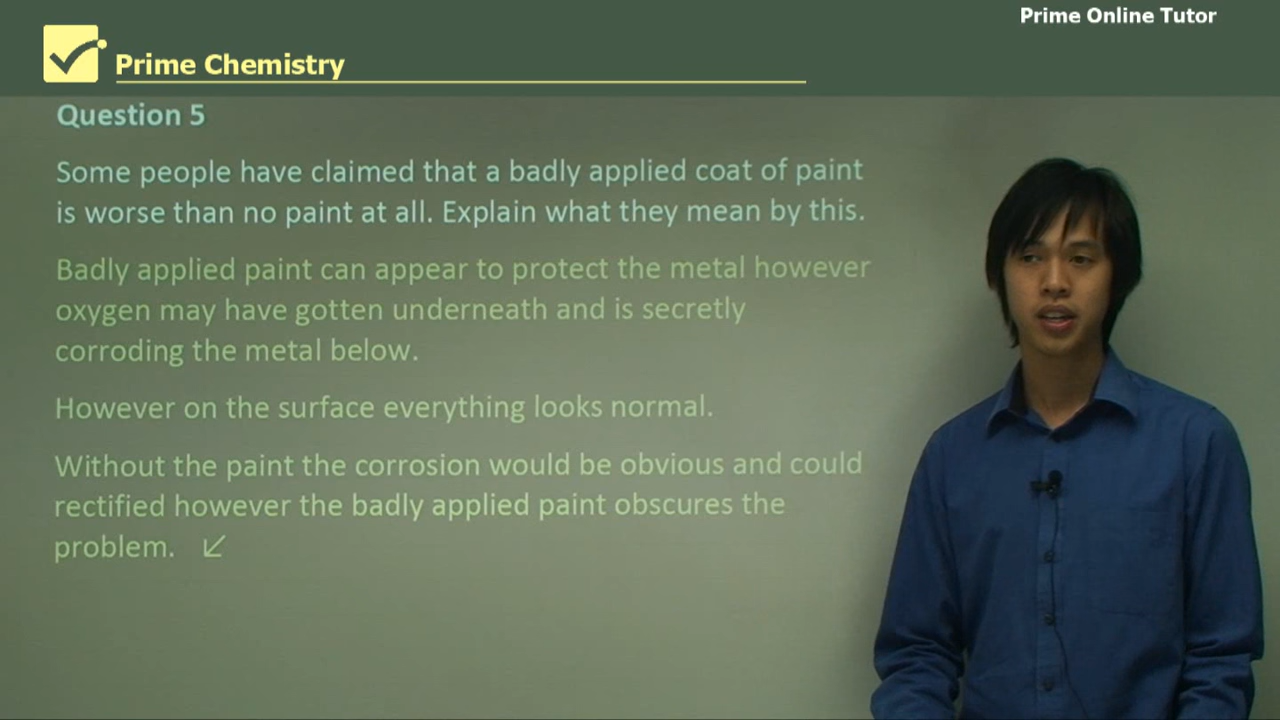 Prime Online Tutor
Prime Chemistry
Question 5
Some people have claimed that a badly applied coat of paint
is worse than no paint at all. Explain what they mean by this.
Badly applied paint can appear to protect the metal however
oxygen may have gotten underneath and is secretly
corroding the metal below.
However on the surface everything looks normal.
Without the paint the corrosion would be obvious and could
rectified however the badly applied paint obscures the
problem.